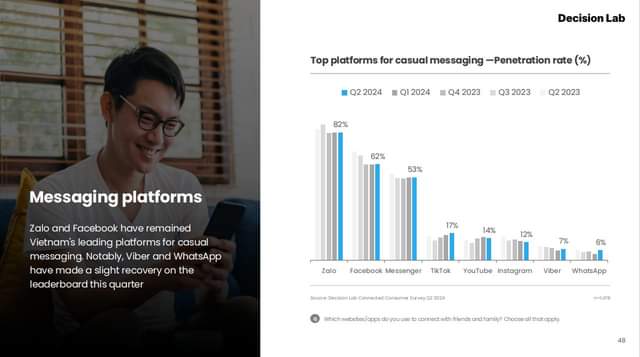 Decision Lab
Top platforms for casual messaging —Penetration rate (%)
Q2 2024 Q1 2024 Q4 2023 Q3 2023 Q2 2023
82%
62%
53%
17%
14%
12%
7%
6%
Zalo Facebook Messenger TikTok YouTube Instagram Viber WhatsApp
Messaging platforms
Zalo and Facebook have remained
Vietnam's leading platforms for casual
messaging. Notably, Viber and WhatsApp
have made a slight recovery on the
leaderboard this quarter
Source: Decision Lab Connected Consumer Survey Q2 2024
Which websites/apps do you use to connect with friends and family? Choose all that apply.
48